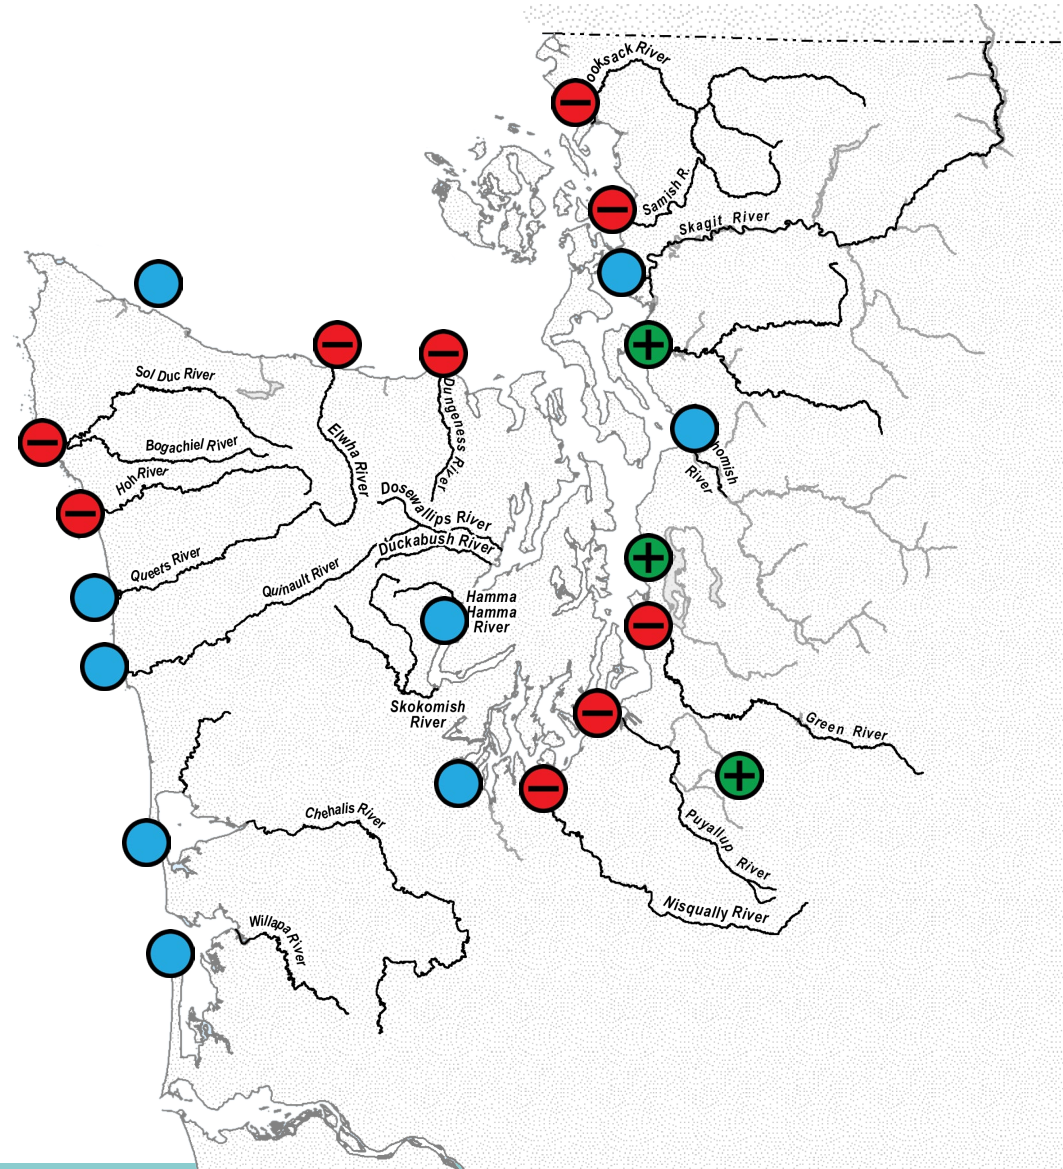 ooksack River
Samish R.
Skagit River
Sol Duc River
Bogachiel River
Hoh River
Elwha River
Dungeness River
homish
River
Dosewallips River
Duckabush River
Queets River
Quinault River
Hamma
Hamma
River
Skokomish
River
Green River
Chehalis River
Puyallup River
Nisqually River
Willapa River